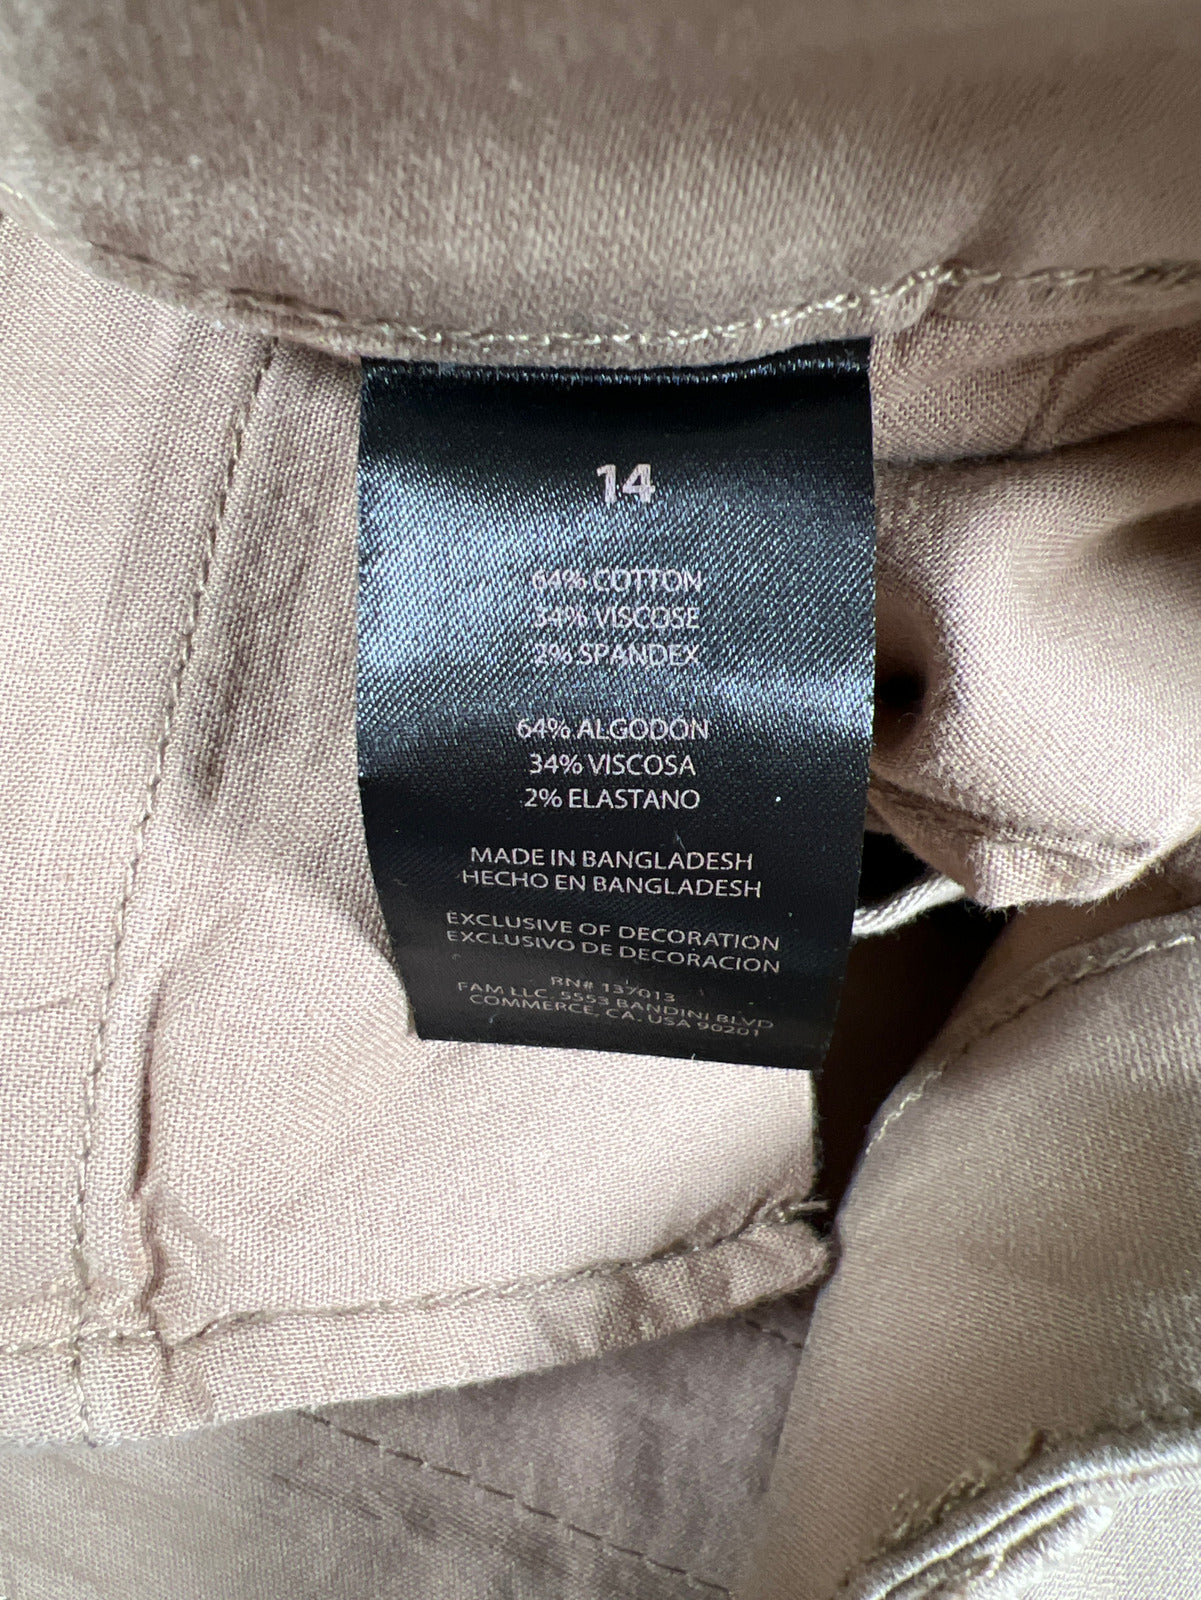 14
64% COTTON
34% VISCOSE
2% SPANDEX
64% ALGODON
34% VISCOSA
2% ELASTANO
MADE IN BANGLADESH
HECHO EN BANGLADESH
EXCLUSIVE OF DECORATION
EXCLUSIVO DE DECORACION
RN# 137013
FAM LLC, 5553 BANDINI BLVD
COMMERCE, CA. USA 90201